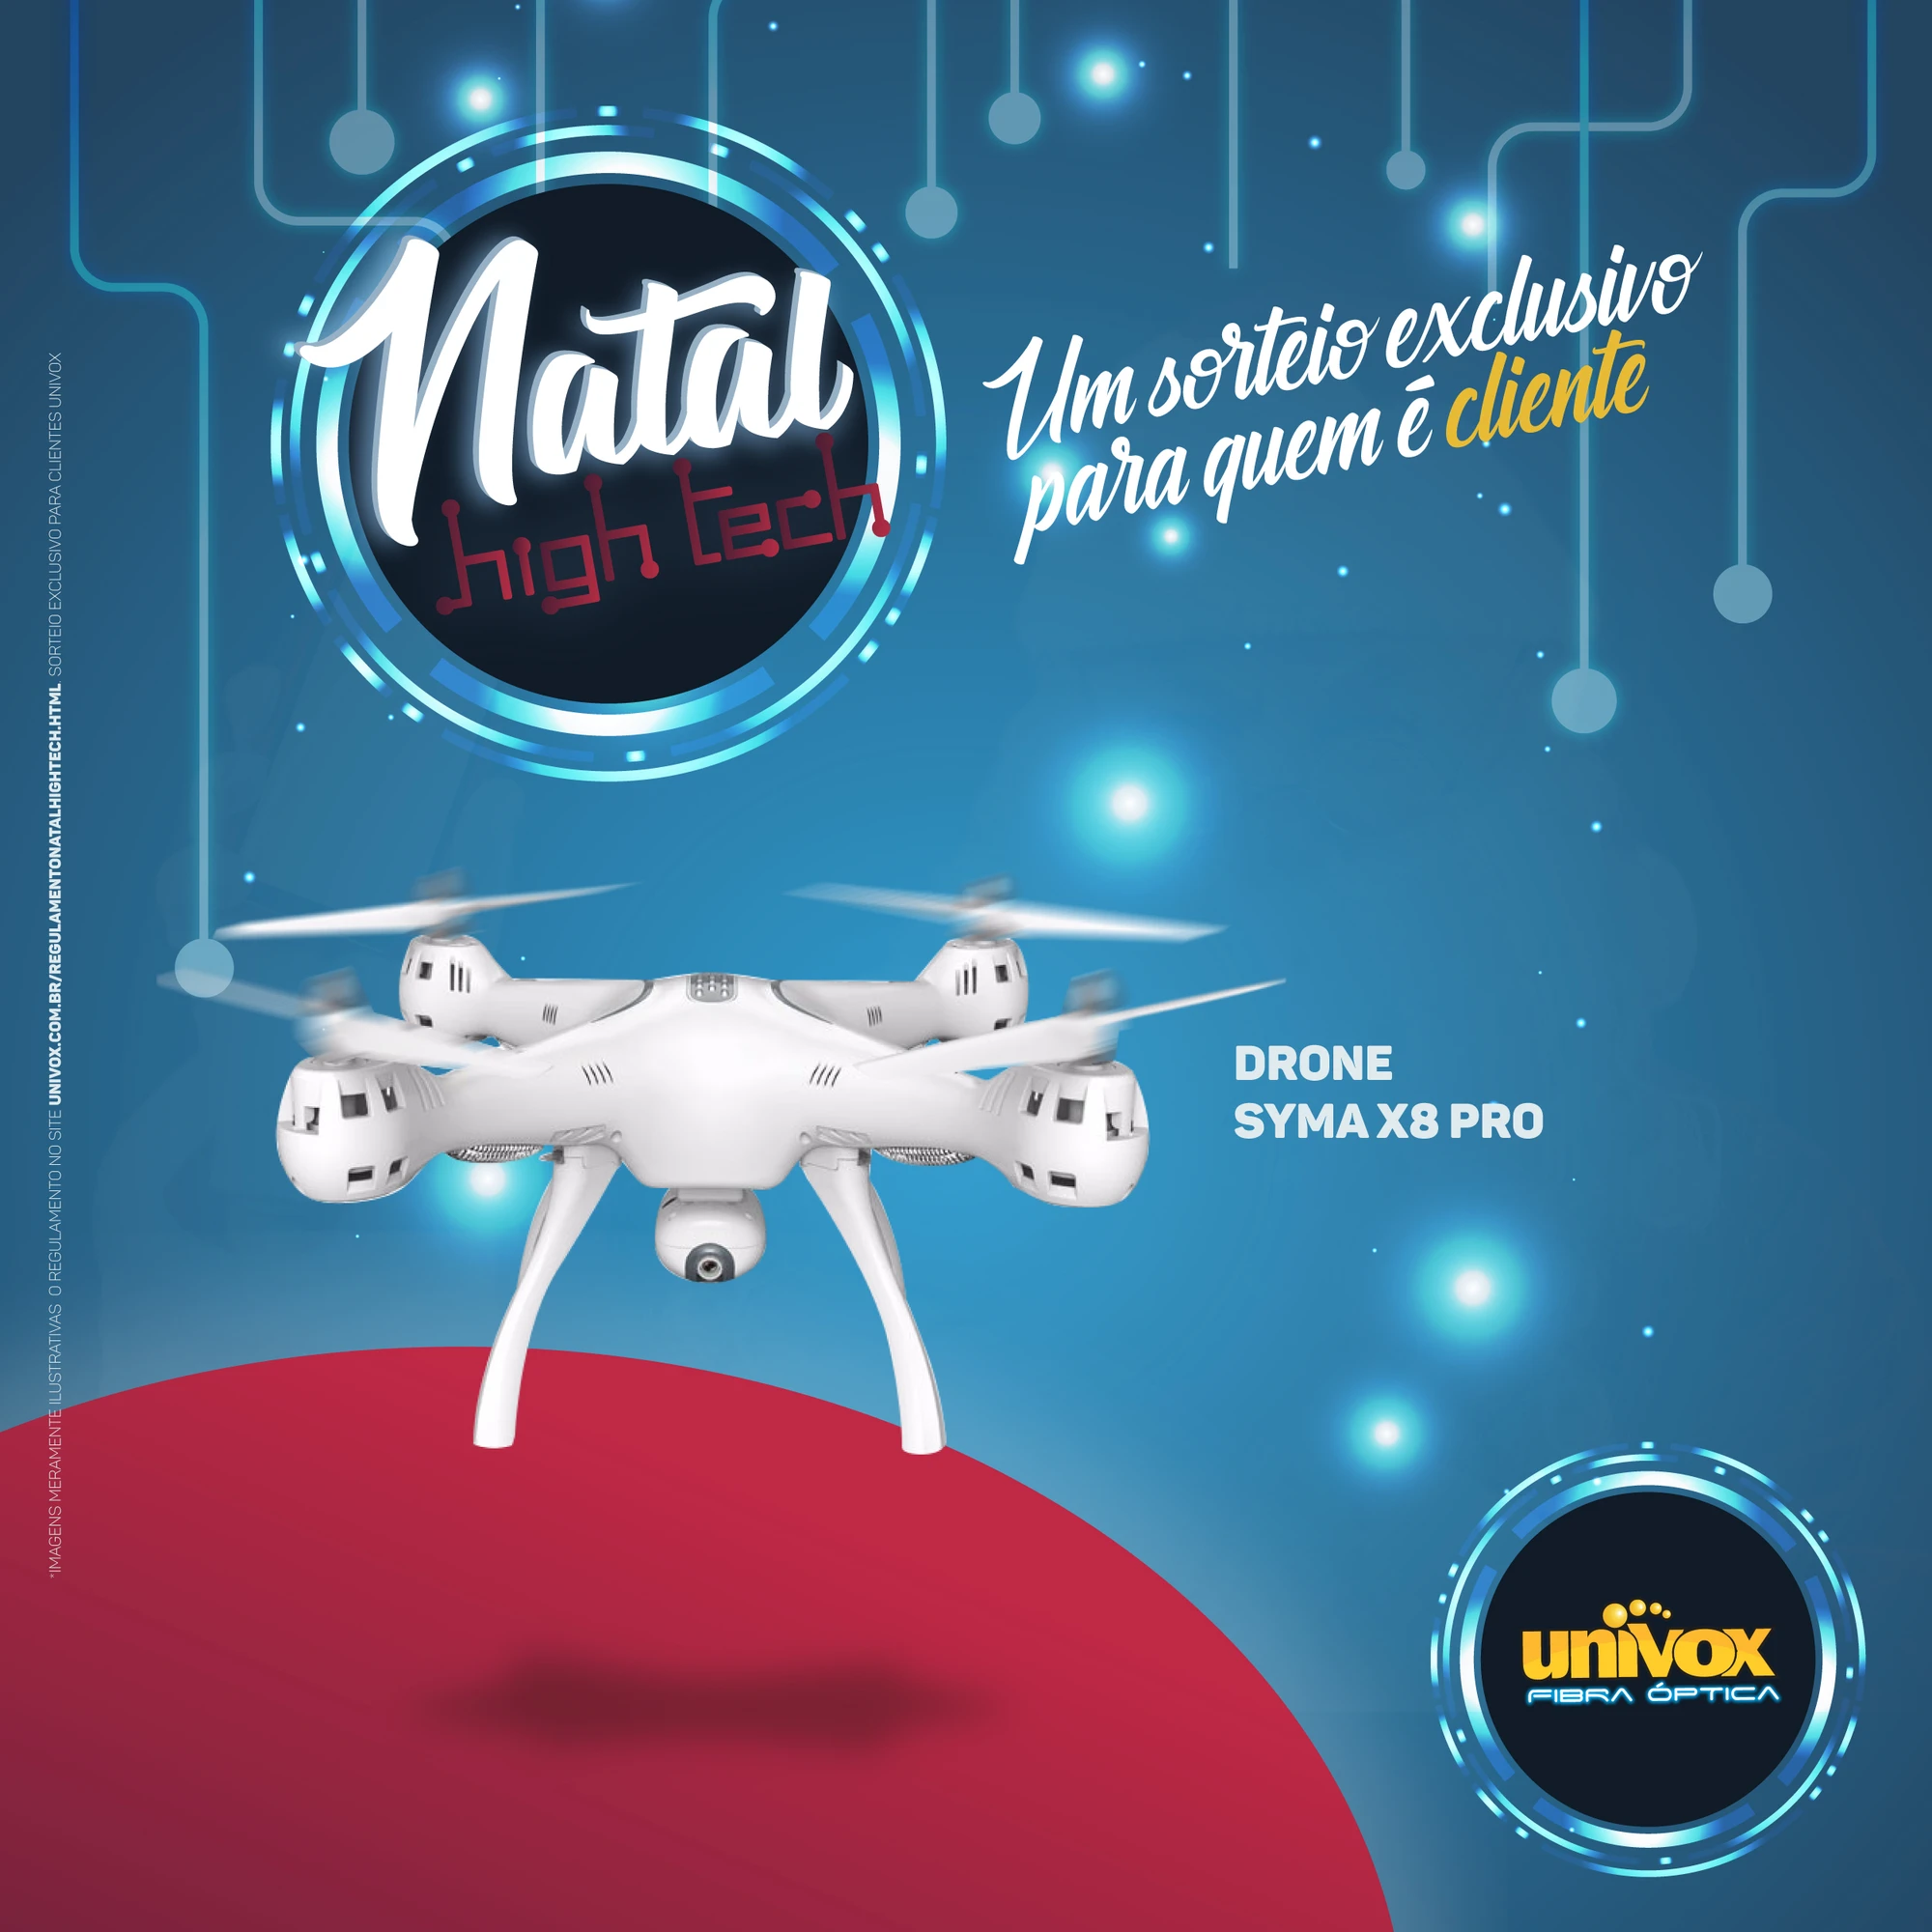 Natal
high tech
Um sorteio exclusivo
para quem é cliente
DRONE
SYMA X8 PRO
univox
FIBRA ÓPTICA
*IMAGENS MERAMENTE ILUSTRATIVAS O REGULAMENTO NO SITE UNIVOX.COM.BR/REGULAMENTONATALHIGHTECH.HTML. SORTEIO EXCLUSIVO PARA CLIENTES UNIVOX